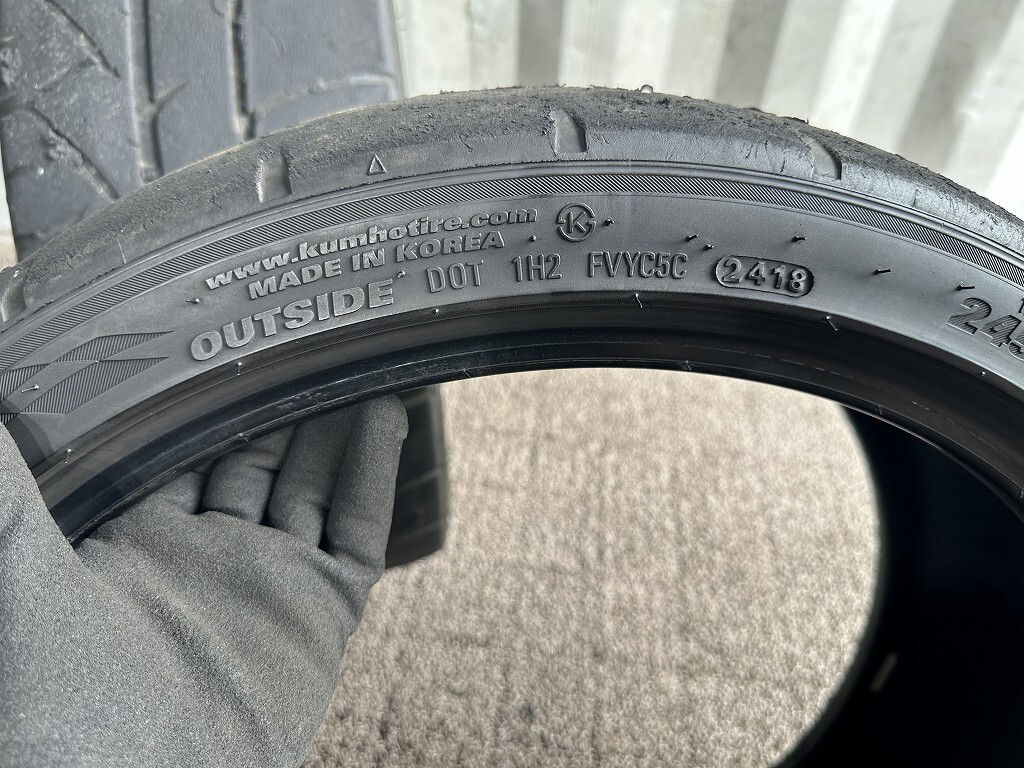 www.kumhotire.com
MADE IN KOREA
OUTSIDE DOT 1H2 FVYC5C 2418
K